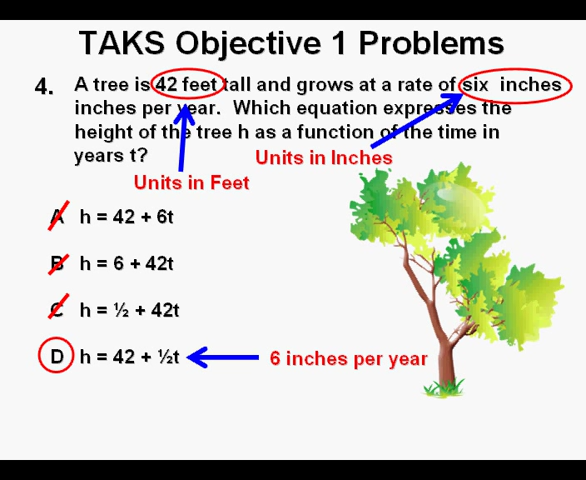 TAKS Objective 1 Problems
4. A tree is 42 feet tall and grows at a rate of six inches
inches per year. Which equation expresses the
height of the tree h as a function of the time in
years t?
Units in Inches
Units in Feet
A h = 42 + 6t
B h = 6 + 42t
C h = ½ + 42t
D h = 42 + ½t
6 inches per year